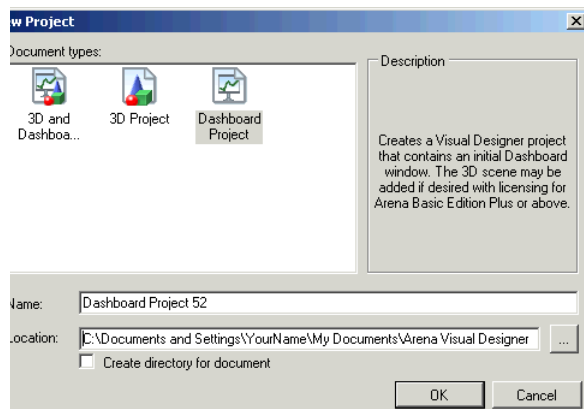 w Project
Document types:
3D and
Dashboa...
3D Project
Dashboard
Project
Description
Creates a Visual Designer project
that contains an initial Dashboard
window. The 3D scene may be
added if desired with licensing for
Arena Basic Edition Plus or above.
Name:
Dashboard Project 52
Location:
C:\Documents and Settings\YourName\My Documents\Arena Visual Designer
...
Create directory for document
OK
Cancel